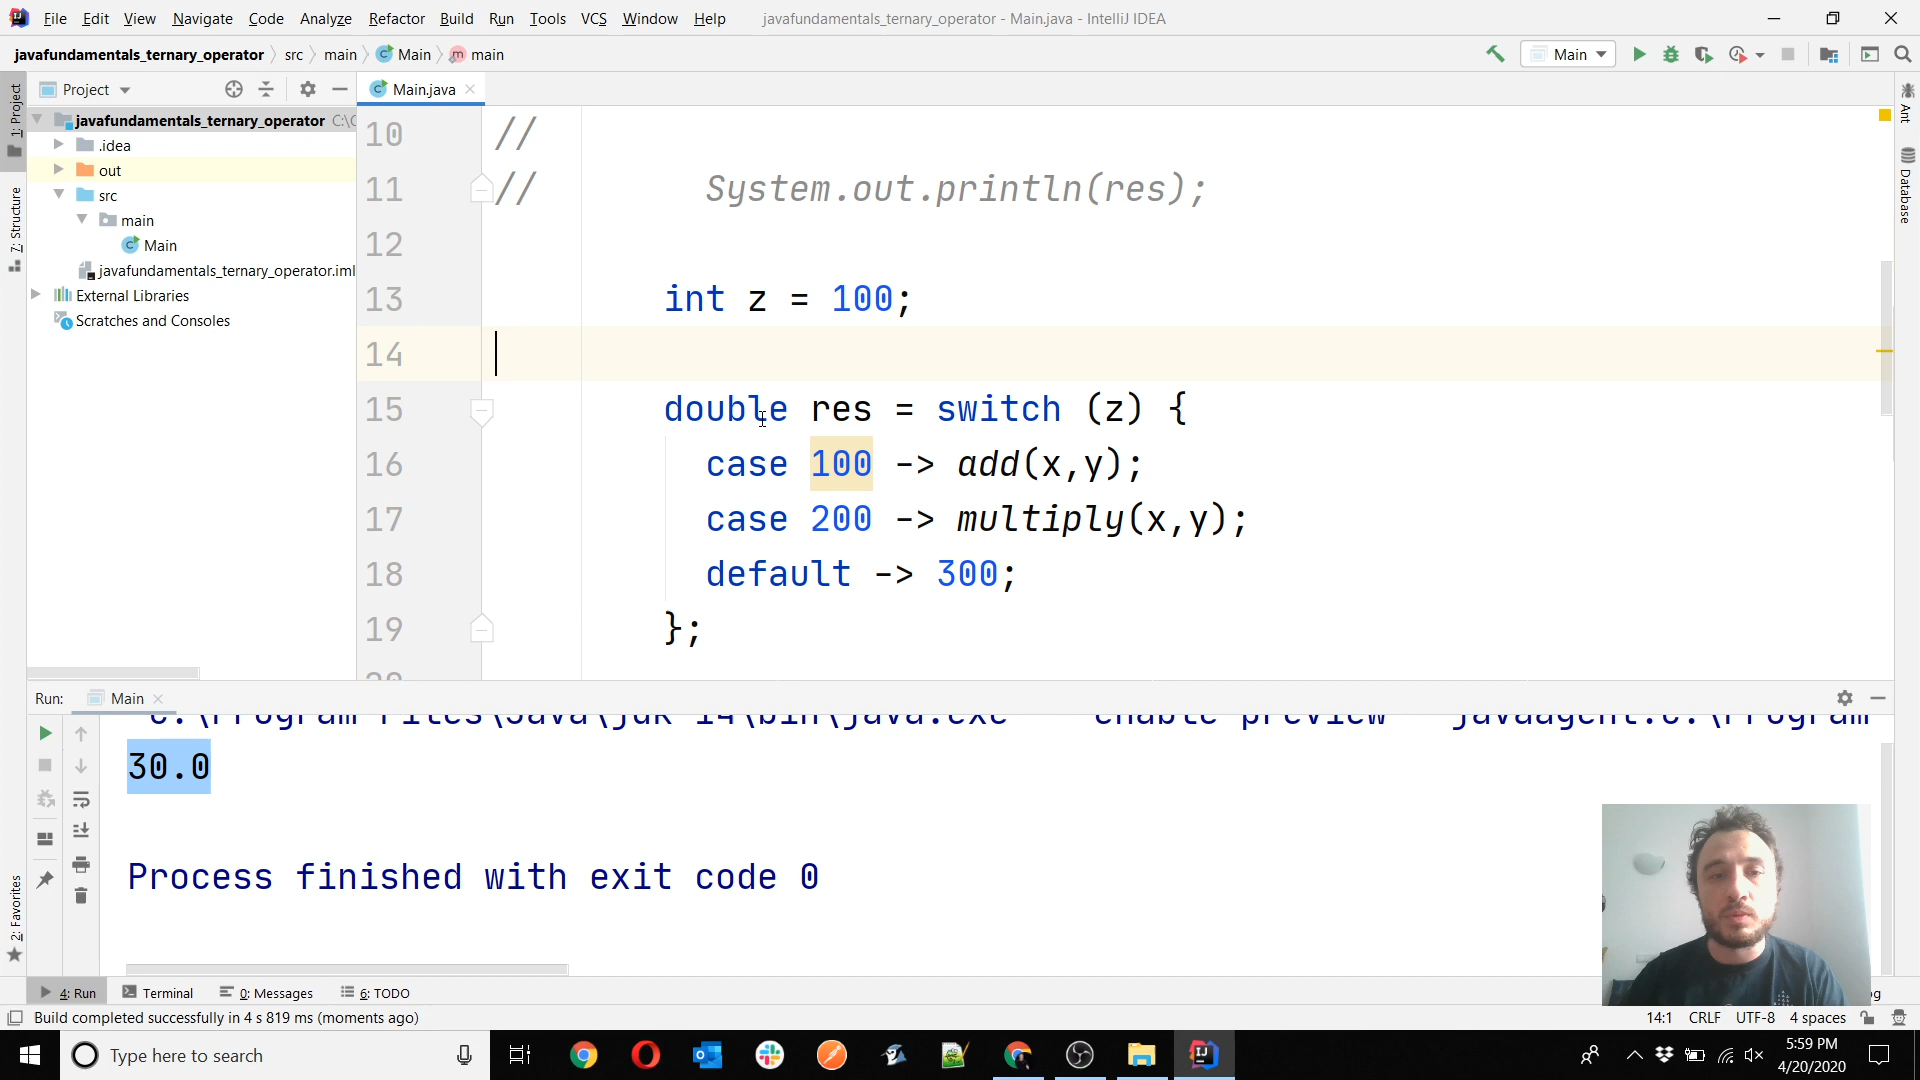 File Edit View Navigate Code Analyze Refactor Build Run Tools VCS Window Help javafundamentals_ternary_operator - Main.java - IntelliJ IDEA
javafundamentals_ternary_operator src main Main main
Main
1: Project
7: Structure
2: Favorites
Project
javafundamentals_ternary_operator C:\
.idea
out
src
main
Main
javafundamentals_ternary_operator.iml
External Libraries
Scratches and Consoles
Main.java
10 //
11 // System.out.println(res);
12
13 int z = 100;
14
15 double res = switch (z) {
16 case 100 -> add(x,y);
17 case 200 -> multiply(x,y);
18 default -> 300;
19 };
Ant
Database
Run: Main
C:\Program Files\Java\jdk-14\bin\java.exe --enable-preview -javaagent:C:\Program
30.0
Process finished with exit code 0
4: Run Terminal 0: Messages 6: TODO
Build completed successfully in 4 s 819 ms (moments ago)
14:1 CRLF UTF-8 4 spaces
Type here to search
5:59 PM
4/20/2020